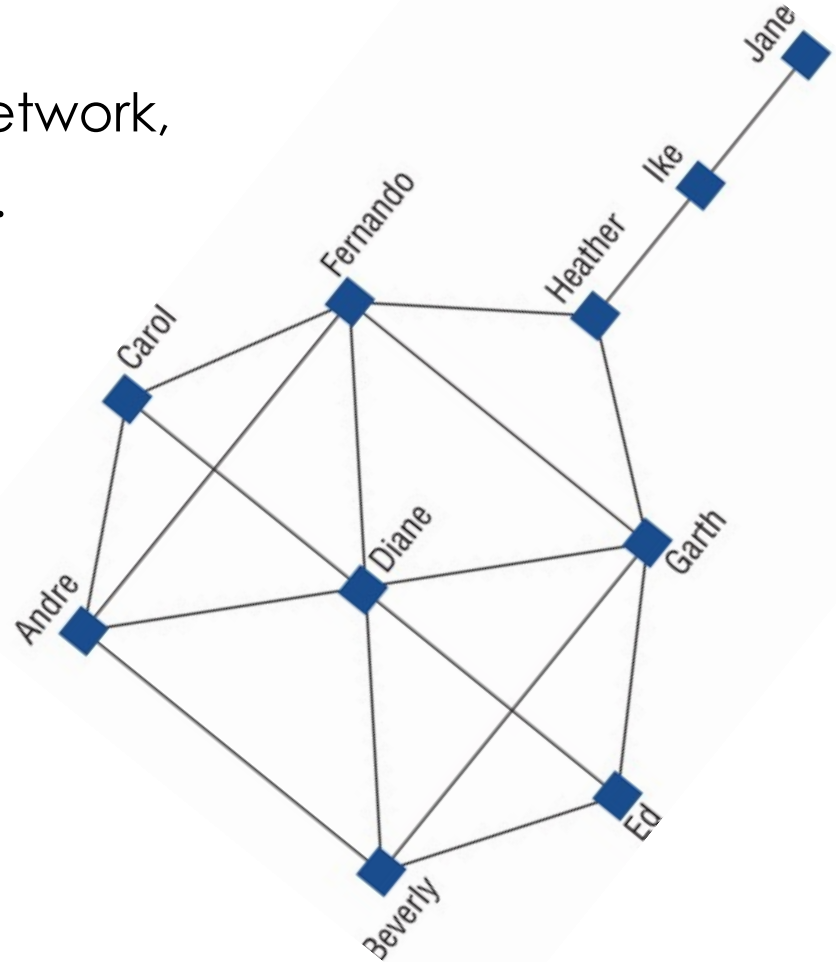 etwork,
.
Jane
Ike
Heather
Fernando
Carol
Diane
Garth
Andre
Ed
Beverly